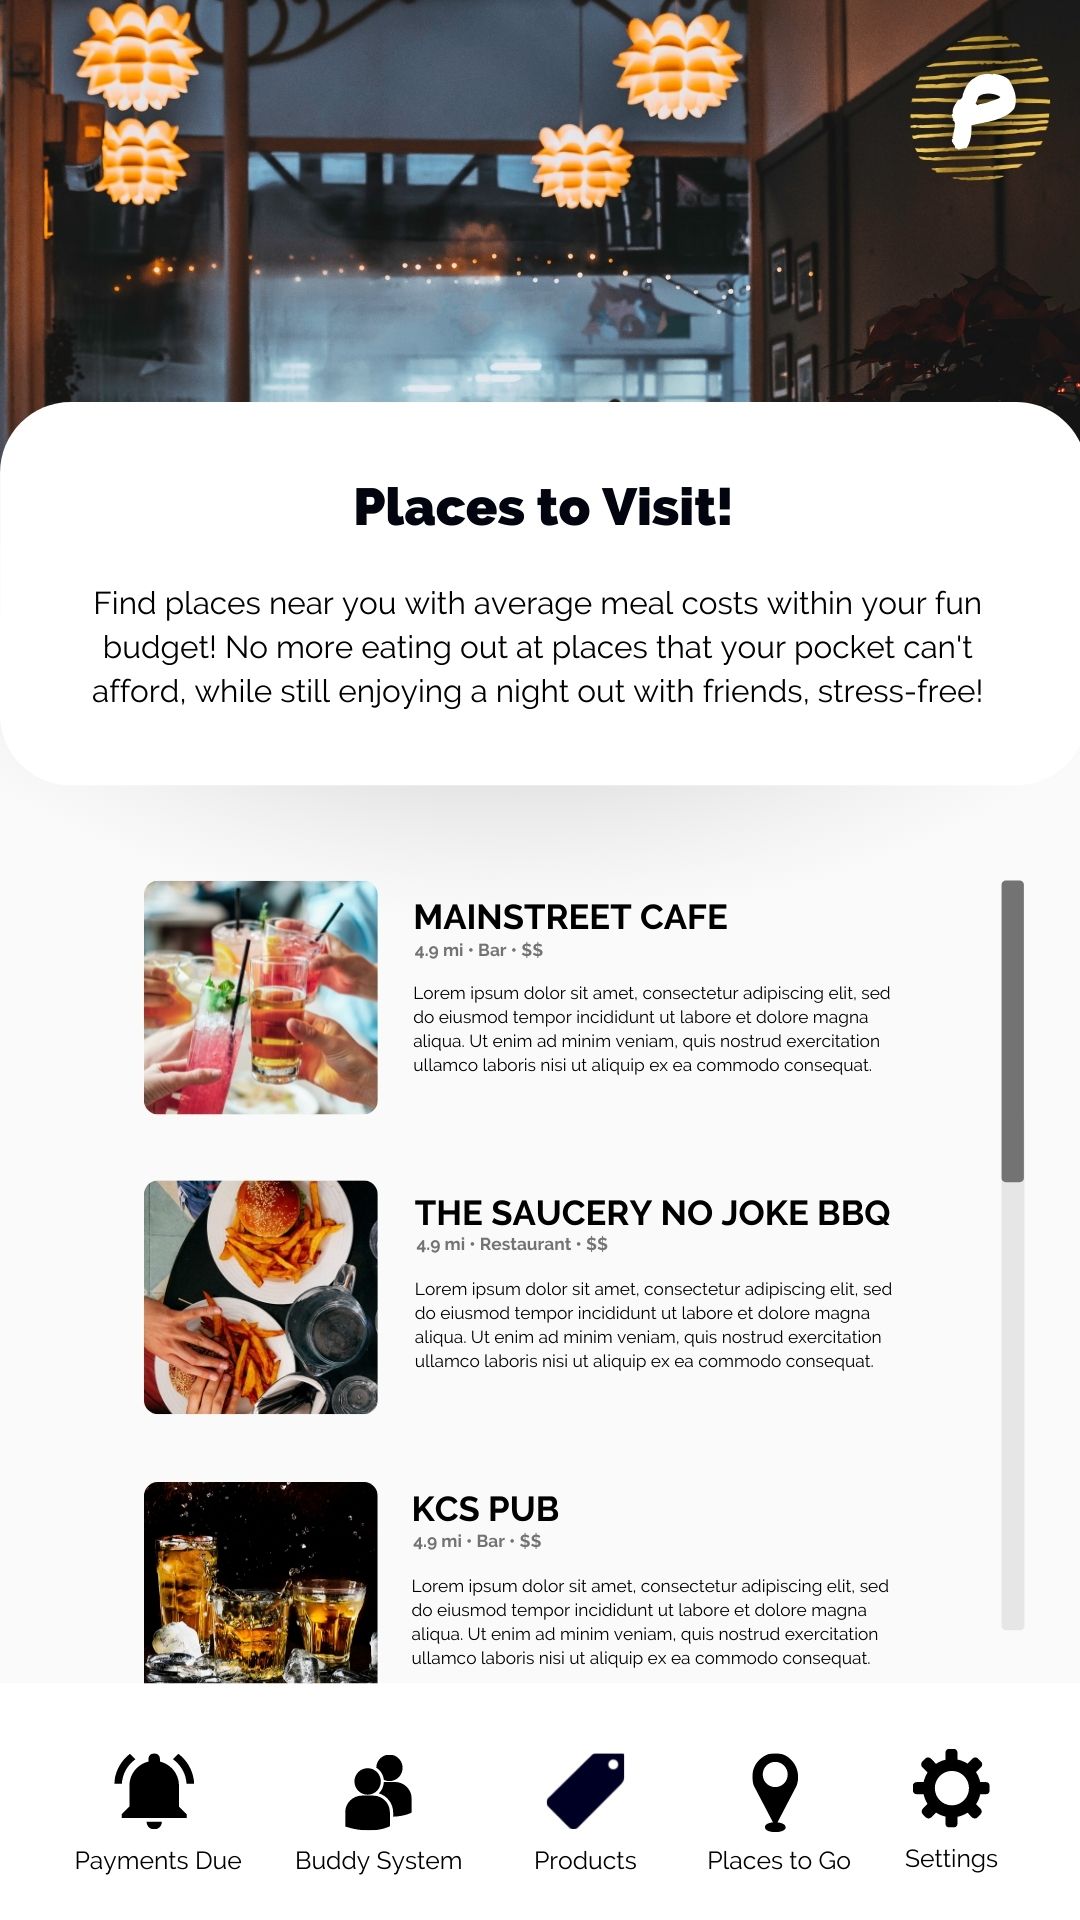 P
Places to Visit!
Find places near you with average meal costs within your fun
budget! No more eating out at places that your pocket can't
afford, while still enjoying a night out with friends, stress-free!
MAINSTREET CAFE
4.9 mi • Bar • $$
Lorem ipsum dolor sit amet, consectetur adipiscing elit, sed
do eiusmod tempor incididunt ut labore et dolore magna
aliqua. Ut enim ad minim veniam, quis nostrud exercitation
ullamco laboris nisi ut aliquip ex ea commodo consequat.
THE SAUCERY NO JOKE BBQ
4.9 mi • Restaurant • $$
Lorem ipsum dolor sit amet, consectetur adipiscing elit, sed
do eiusmod tempor incididunt ut labore et dolore magna
aliqua. Ut enim ad minim veniam, quis nostrud exercitation
ullamco laboris nisi ut aliquip ex ea commodo consequat.
KCS PUB
4.9 mi • Bar • $$
Lorem ipsum dolor sit amet, consectetur adipiscing elit, sed
do eiusmod tempor incididunt ut labore et dolore magna
aliqua. Ut enim ad minim veniam, quis nostrud exercitation
ullamco laboris nisi ut aliquip ex ea commodo consequat.
Payments Due
Buddy System
Products
Places to Go
Settings